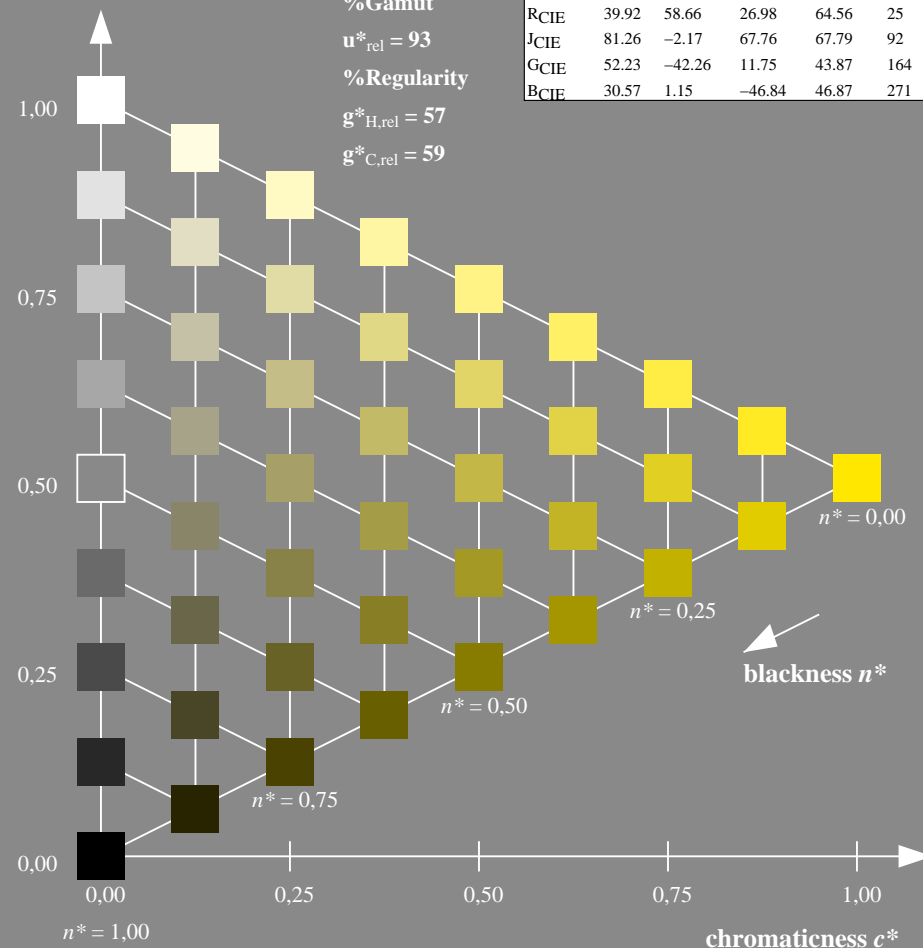 %Gamut
u*rel = 93
%Regularity
g*H,rel = 57
g*C,rel = 59
RCIE 39.92 58.66 26.98 64.56 25
JCIE 81.26 −2.17 67.76 67.79 92
GCIE 52.23 −42.26 11.75 43.87 164
BCIE 30.57 1.15 −46.84 46.87 271
1,00
0,75
0,50
n* = 0,00
n* = 0,25
0,25
blackness n*
n* = 0,50
n* = 0,75
0,00
0,00 0,25 0,50 0,75 1,00
n* = 1,00
chromaticness c*